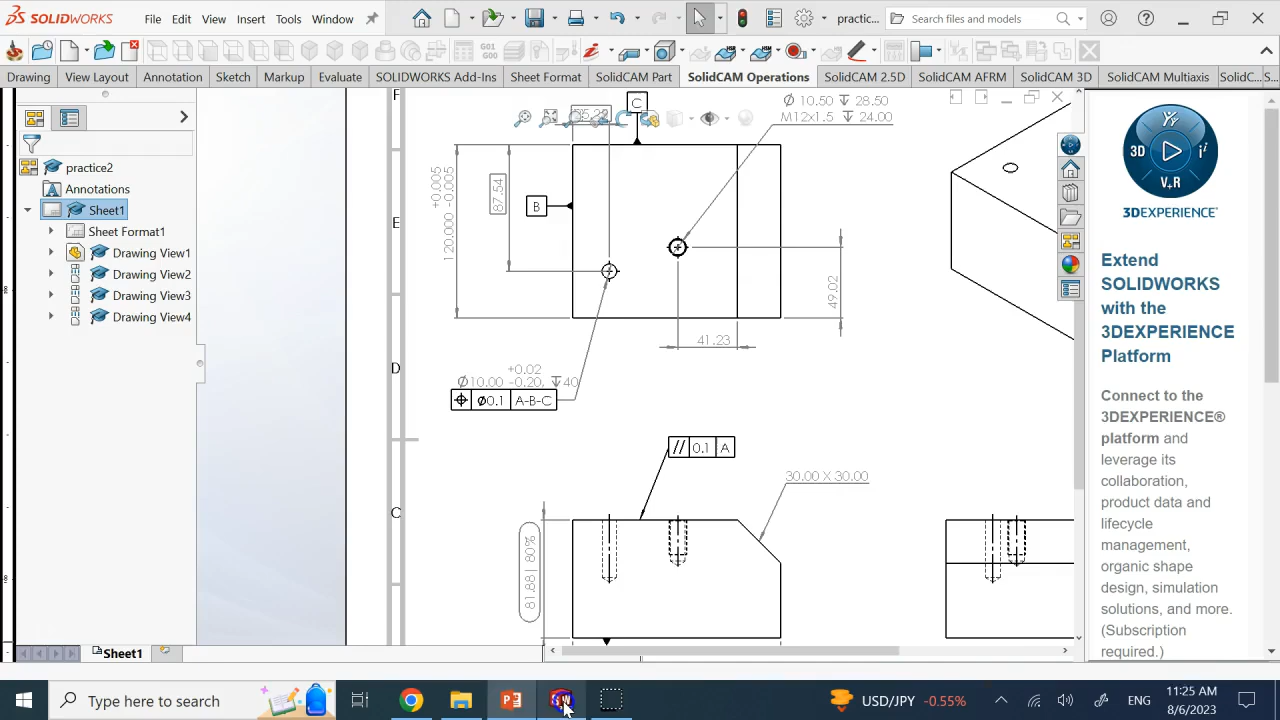 SOLIDWORKS File Edit View Insert Tools Window practic... Search files and models
G01
G00
Drawing View Layout Annotation Sketch Markup Evaluate SOLIDWORKS Add-Ins Sheet Format SolidCAM Part SolidCAM Operations SolidCAM 2.5D SolidCAM AFRM SolidCAM 3D SolidCAM Multiaxis SolidC... S...
practice2
Annotations
Sheet1
Sheet Format1
Drawing View1
Drawing View2
Drawing View3
Drawing View4
F
E
D
C
C
Ø 10.50 ↧ 28.50
M12x1.5 ↧ 24.00
120.000 +0.005 -0.005
87.54
B
49.02
41.23
+0.02
Ø10.00 -0.20, ↧40
⌖ Ø0.1 A-B-C
// 0.1 A
30.00 X 30.00
81.88| 80%
3D V+R
3DEXPERIENCE®
Extend
SOLIDWORKS
with the
3DEXPERIENCE
Platform
Connect to the
3DEXPERIENCE®
platform and
leverage its
collaboration,
product data and
lifecycle
management,
organic shape
design, simulation
solutions, and more.
(Subscription
required.)
Sheet1
Type here to search
USD/JPY -0.55%
ENG
11:25 AM
8/6/2023